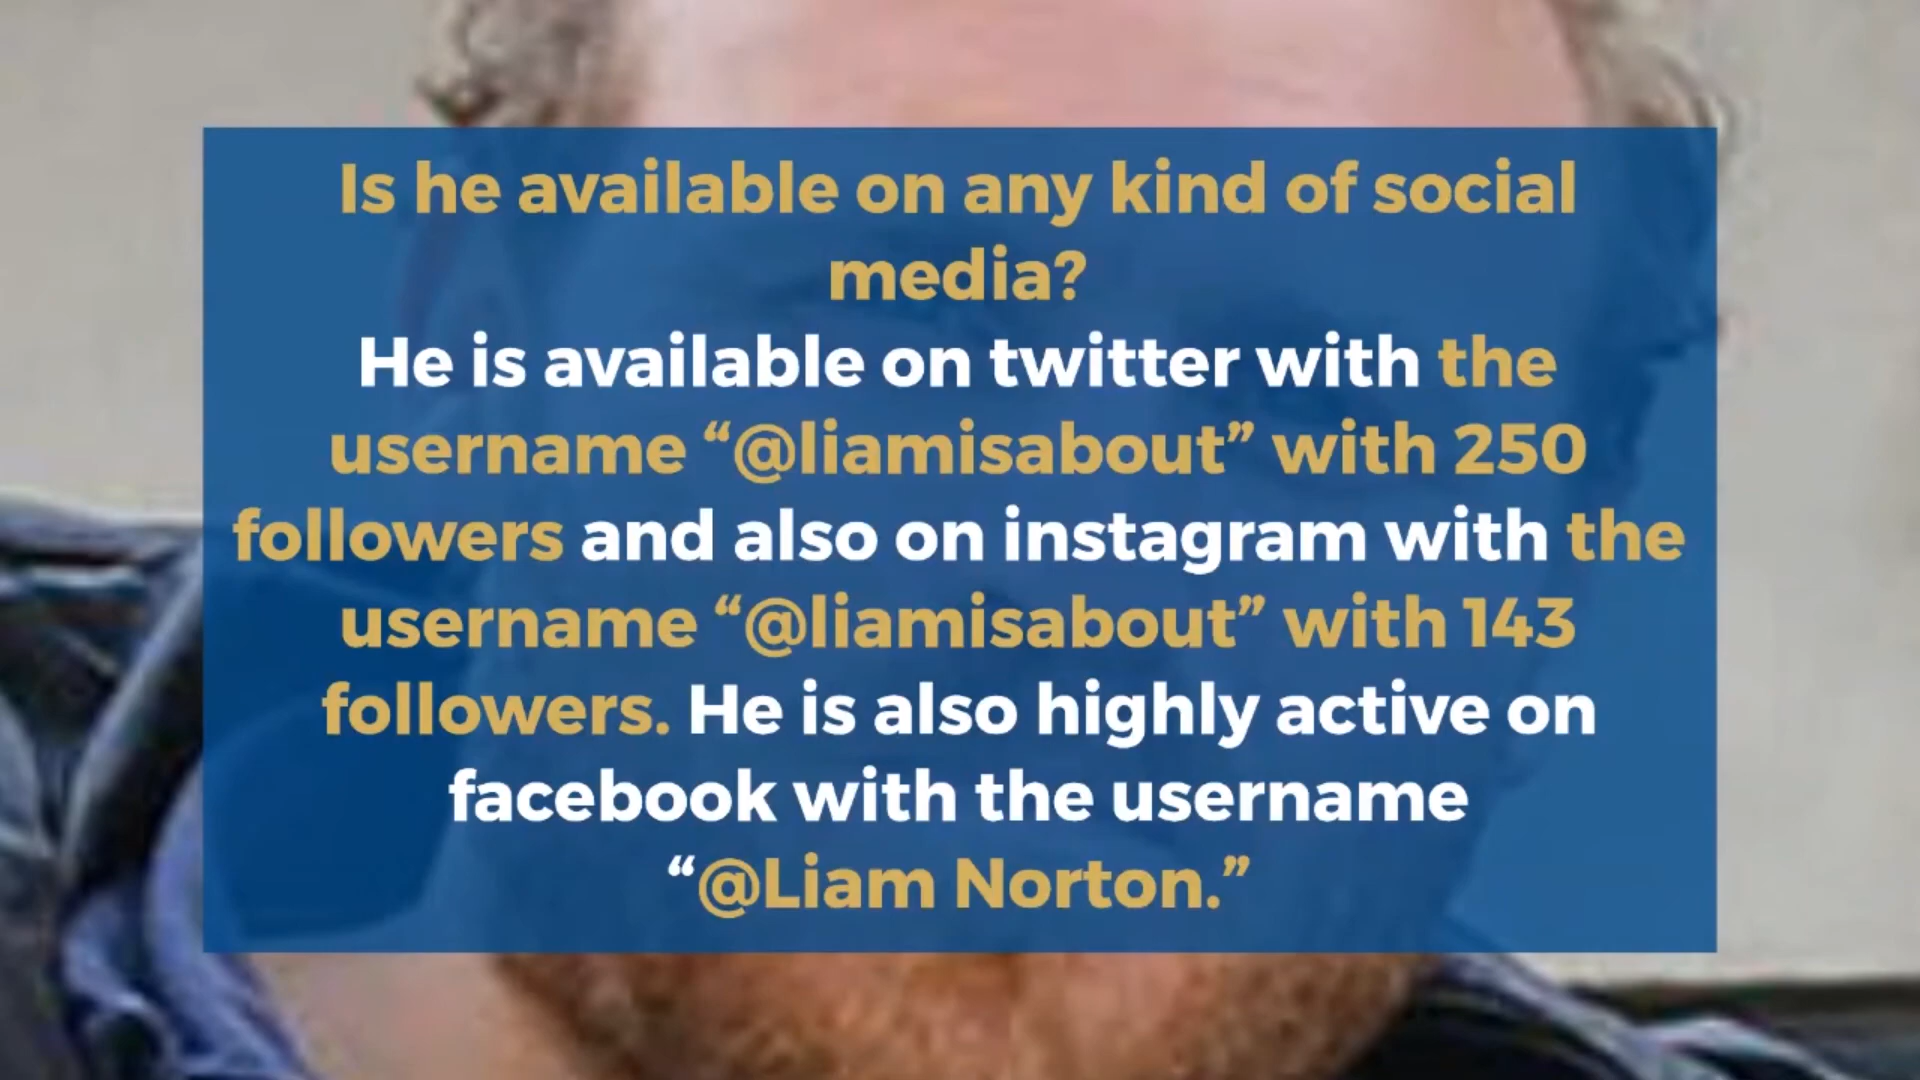 Is he available on any kind of social
media?
He is available on twitter with the
username “@liamisabout” with 250
followers and also on instagram with the
username “@liamisabout” with 143
followers. He is also highly active on
facebook with the username
“@Liam Norton.”